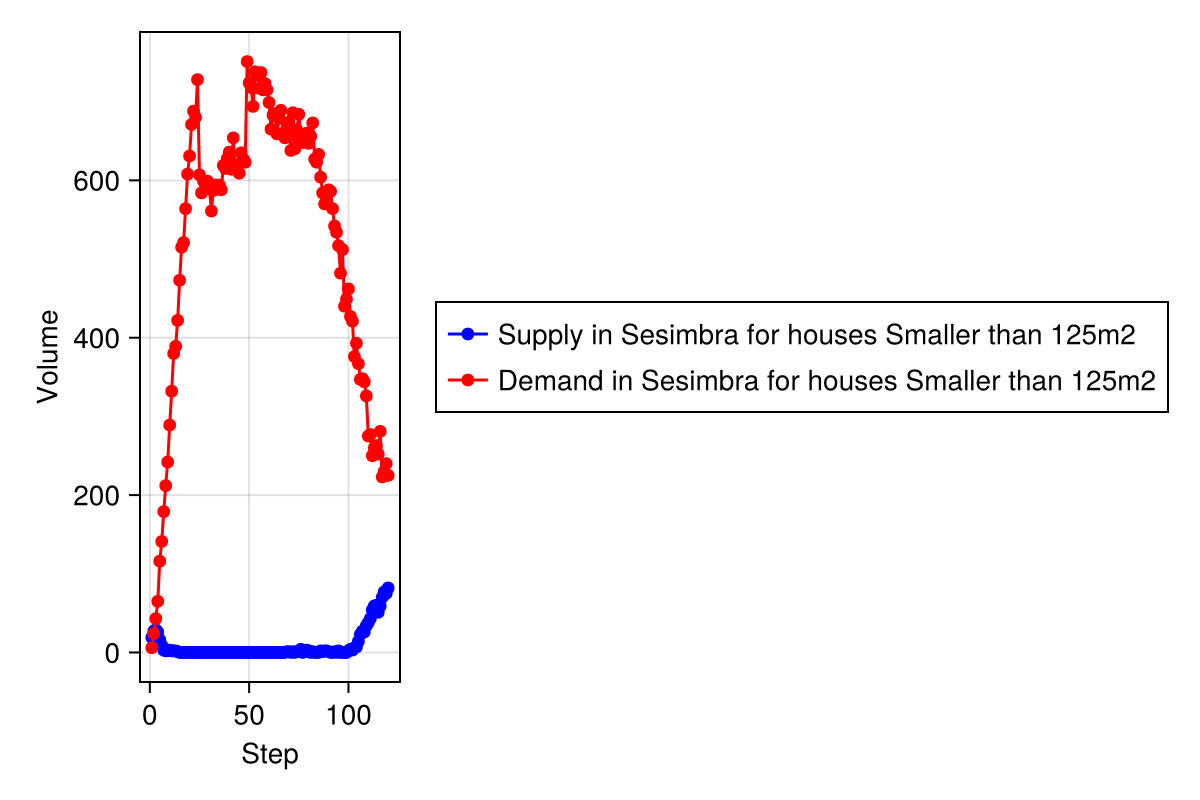 Volume
600
400
200
0
0 50 100
Step
Supply in Sesimbra for houses Smaller than 125m2
Demand in Sesimbra for houses Smaller than 125m2